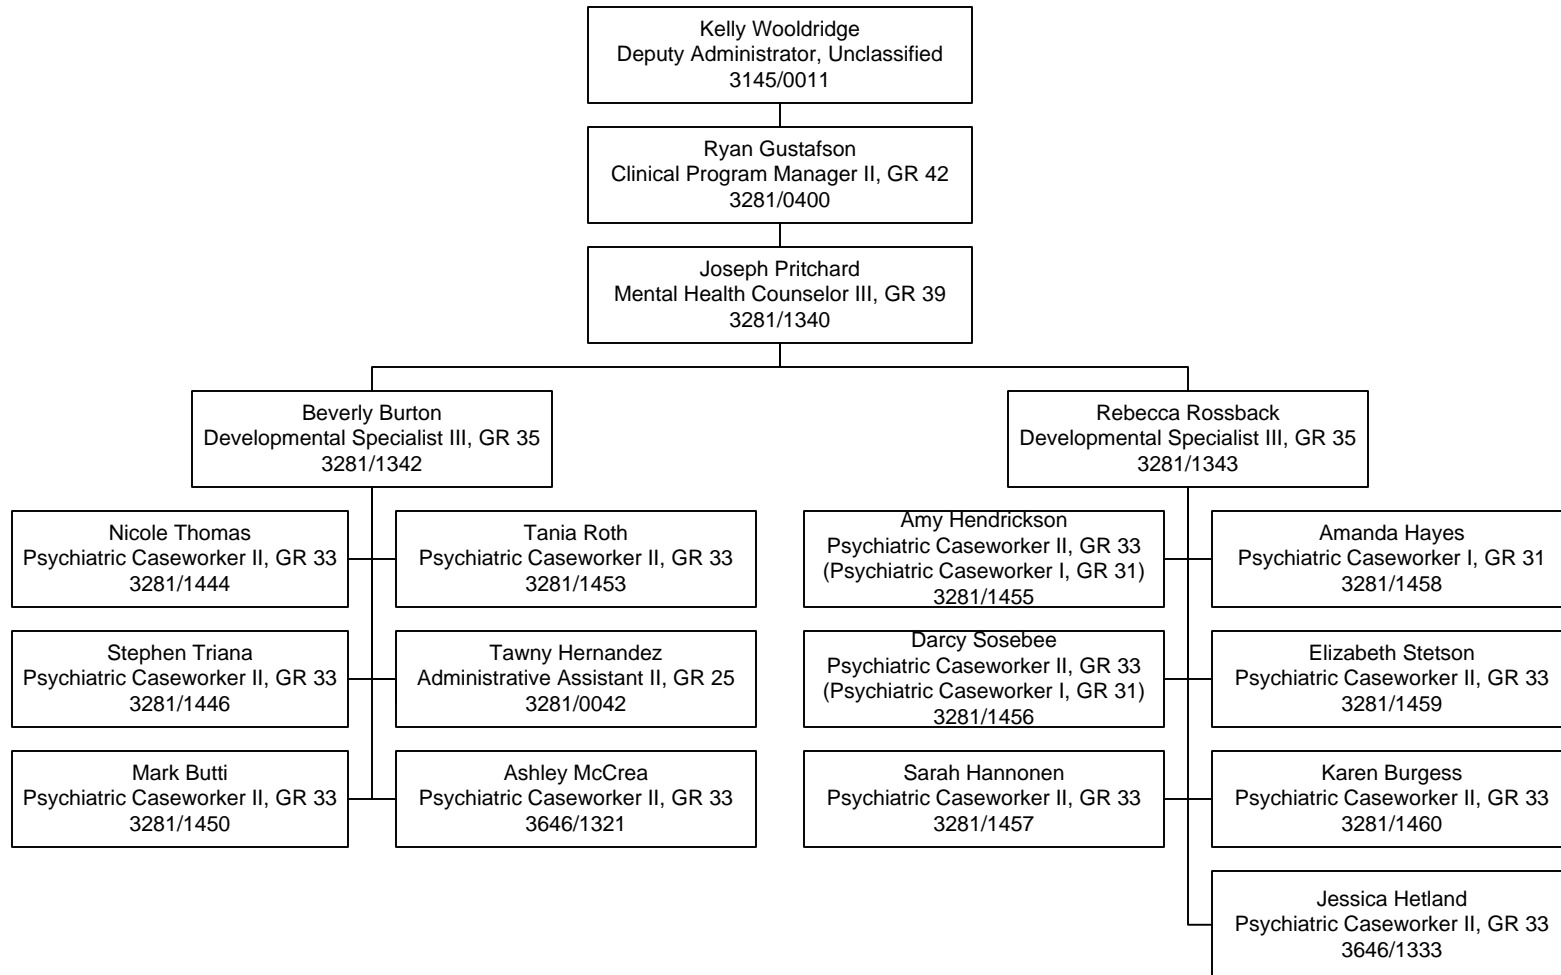 Kelly Wooldridge
Deputy Administrator, Unclassified
3145/0011
Ryan Gustafson
Clinical Program Manager II, GR 42
3281/0400
Joseph Pritchard
Mental Health Counselor III, GR 39
3281/1340
Beverly Burton
Developmental Specialist III, GR 35
3281/1342
Rebecca Rossback
Developmental Specialist III, GR 35
3281/1343
Nicole Thomas
Psychiatric Caseworker II, GR 33
3281/1444
Tania Roth
Psychiatric Caseworker II, GR 33
3281/1453
Amy Hendrickson
Psychiatric Caseworker II, GR 33
(Psychiatric Caseworker I, GR 31)
3281/1455
Amanda Hayes
Psychiatric Caseworker I, GR 31
3281/1458
Stephen Triana
Psychiatric Caseworker II, GR 33
3281/1446
Tawny Hernandez
Administrative Assistant II, GR 25
3281/0042
Darcy Sosebee
Psychiatric Caseworker II, GR 33
(Psychiatric Caseworker I, GR 31)
3281/1456
Elizabeth Stetson
Psychiatric Caseworker II, GR 33
3281/1459
Mark Butti
Psychiatric Caseworker II, GR 33
3281/1450
Ashley McCrea
Psychiatric Caseworker II, GR 33
3646/1321
Sarah Hannonen
Psychiatric Caseworker II, GR 33
3281/1457
Karen Burgess
Psychiatric Caseworker II, GR 33
3281/1460
Jessica Hetland
Psychiatric Caseworker II, GR 33
3646/1333